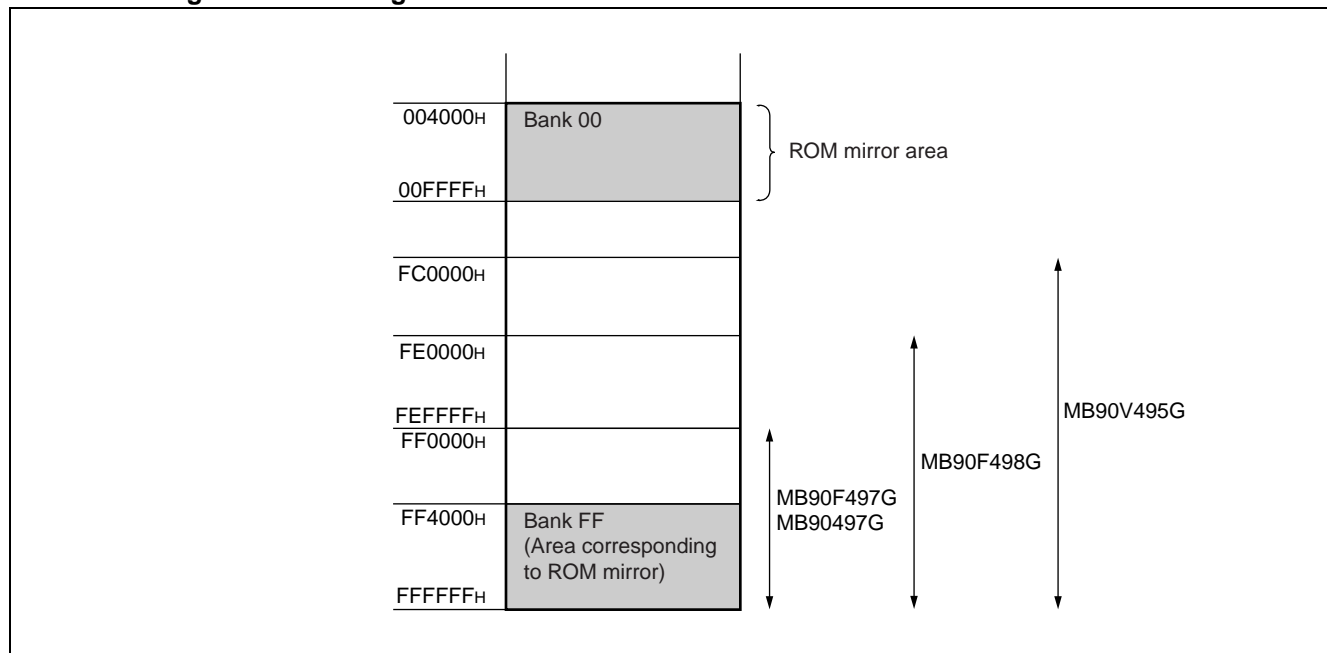 004000H
Bank 00
ROM mirror area
00FFFFH
FC0000H
FE0000H
FEFFFFH
FF0000H
MB90V495G
MB90F498G
MB90F497G
MB90497G
FF4000H
Bank FF
(Area corresponding
to ROM mirror)
FFFFFFH